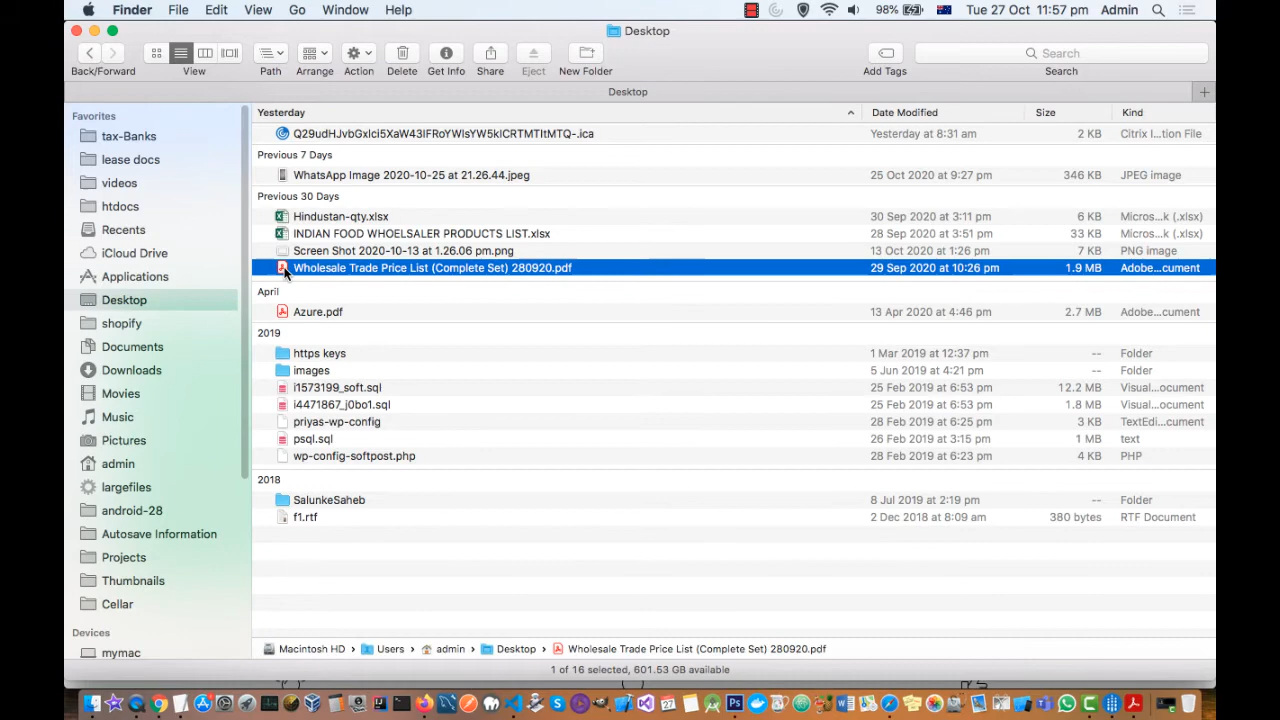 Finder File Edit View Go Window Help 98% Tue 27 Oct 11:57 pm Admin
Desktop
Back/Forward View Path Arrange Action Delete Get Info Share Eject New Folder Add Tags Search
Search
Desktop
Favorites
tax-Banks
lease docs
videos
htdocs
Recents
iCloud Drive
Applications
Desktop
shopify
Documents
Downloads
Movies
Music
Pictures
admin
largefiles
android-28
Autosave Information
Projects
Thumbnails
Cellar
Devices
mymac
Yesterday Date Modified Size Kind
Yesterday at 8:31 am 2 KB Citrix I...tion File
Previous 7 Days
WhatsApp Image 2020-10-25 at 21.26.44.jpeg 25 Oct 2020 at 9:27 pm 346 KB JPEG image
Previous 30 Days
Hindustan-qty.xlsx 30 Sep 2020 at 3:11 pm 6 KB Micros...k (.xlsx)
INDIAN FOOD WHOELSALER PRODUCTS LIST.xlsx 28 Sep 2020 at 3:51 pm 33 KB Micros...k (.xlsx)
Screen Shot 2020-10-13 at 1.26.06 pm.png 13 Oct 2020 at 1:26 pm 7 KB PNG image
Wholesale Trade Price List (Complete Set) 280920.pdf 29 Sep 2020 at 10:26 pm 1.9 MB Adobe...cument
April
Azure.pdf 13 Apr 2020 at 4:46 pm 2.7 MB Adobe...cument
2019
https keys 1 Mar 2019 at 12:37 pm -- Folder
images 5 Jun 2019 at 4:21 pm -- Folder
i1573199_soft.sql 25 Feb 2019 at 6:53 pm 12.2 MB Visual...ocument
i4471867_j0bo1.sql 25 Feb 2019 at 6:53 pm 1.8 MB Visual...ocument
priyas-wp-config 28 Feb 2019 at 6:25 pm 3 KB TextEdi...cument
psql.sql 26 Feb 2019 at 3:15 pm 1 MB text
wp-config-softpost.php 28 Feb 2019 at 6:23 pm 4 KB PHP
2018
SalunkeSaheb 8 Jul 2019 at 2:19 pm -- Folder
f1.rtf 2 Dec 2018 at 8:09 am 380 bytes RTF Document
Macintosh HD Users admin Desktop Wholesale Trade Price List (Complete Set) 280920.pdf
1 of 16 selected, 601.53 GB available